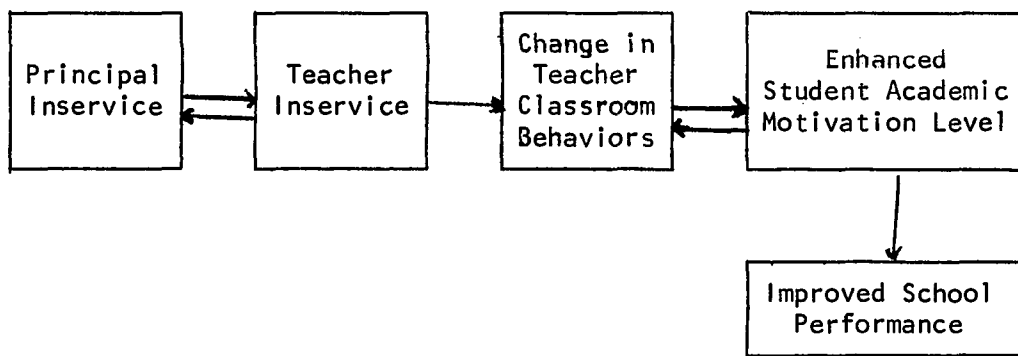 Principal
Inservice
Teacher
Inservice
Change in
Teacher
Classroom
Behaviors
Enhanced
Student Academic
Motivation Level
Improved School
Performance